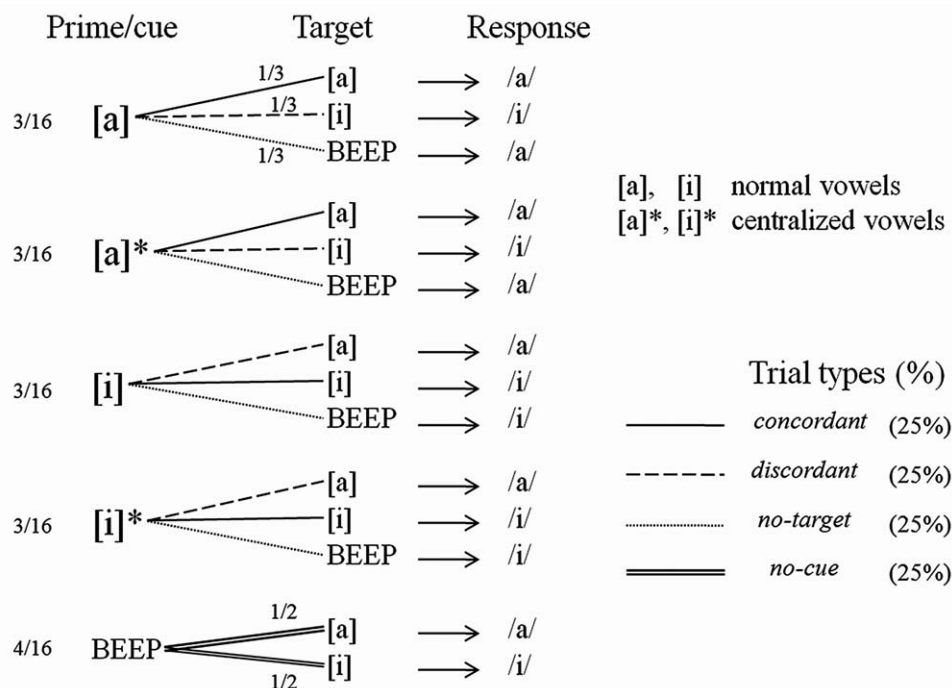 Prime/cue Target Response
1/3 [a] /a/
3/16 [a] 1/3 [i] /i/
1/3 BEEP /a/
[a], [i] normal vowels
[a]*, [i]* centralized vowels
[a] /a/
3/16 [a]* [i] /i/
BEEP /a/
[a] /a/
3/16 [i] [i] /i/
BEEP /i/
Trial types (%)
concordant (25%)
discordant (25%)
no-target (25%)
no-cue (25%)
[a] /a/
3/16 [i]* [i] /i/
BEEP /i/
1/2 [a] /a/
4/16 BEEP
1/2 [i] /i/